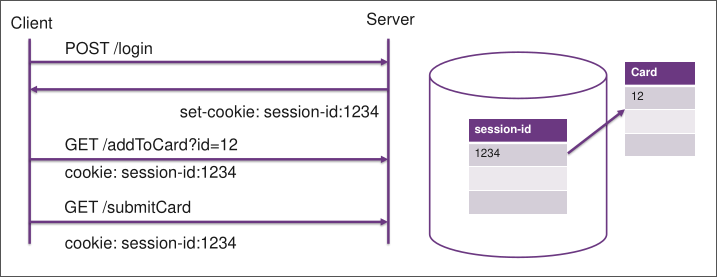 Client
Server
POST /login
set-cookie: session-id:1234
GET /addToCard?id=12
cookie: session-id:1234
GET /submitCard
cookie: session-id:1234
session-id
1234
Card
12